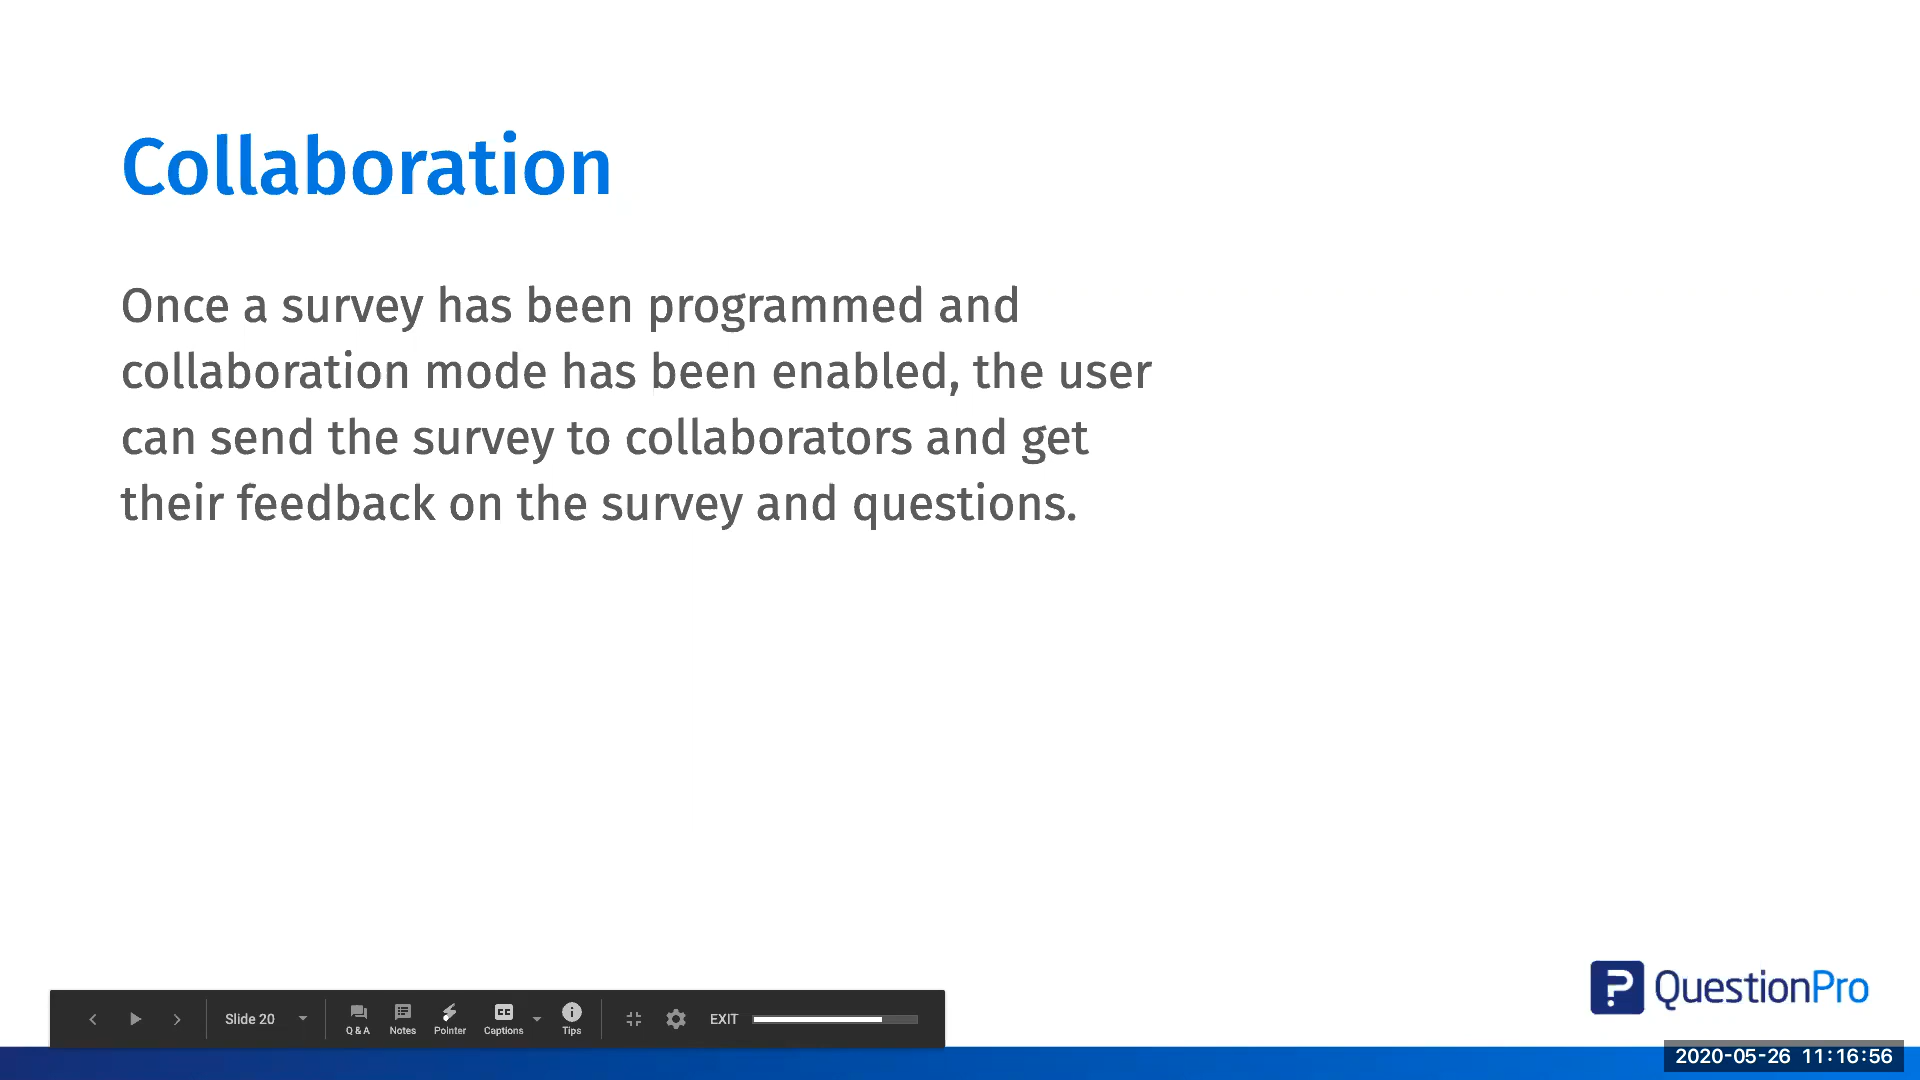 Collaboration
Once a survey has been programmed and
collaboration mode has been enabled, the user
can send the survey to collaborators and get
their feedback on the survey and questions.
? QuestionPro
Slide 20 Q & A Notes Pointer CC Captions Tips EXIT
2020-05-26 11:16:56